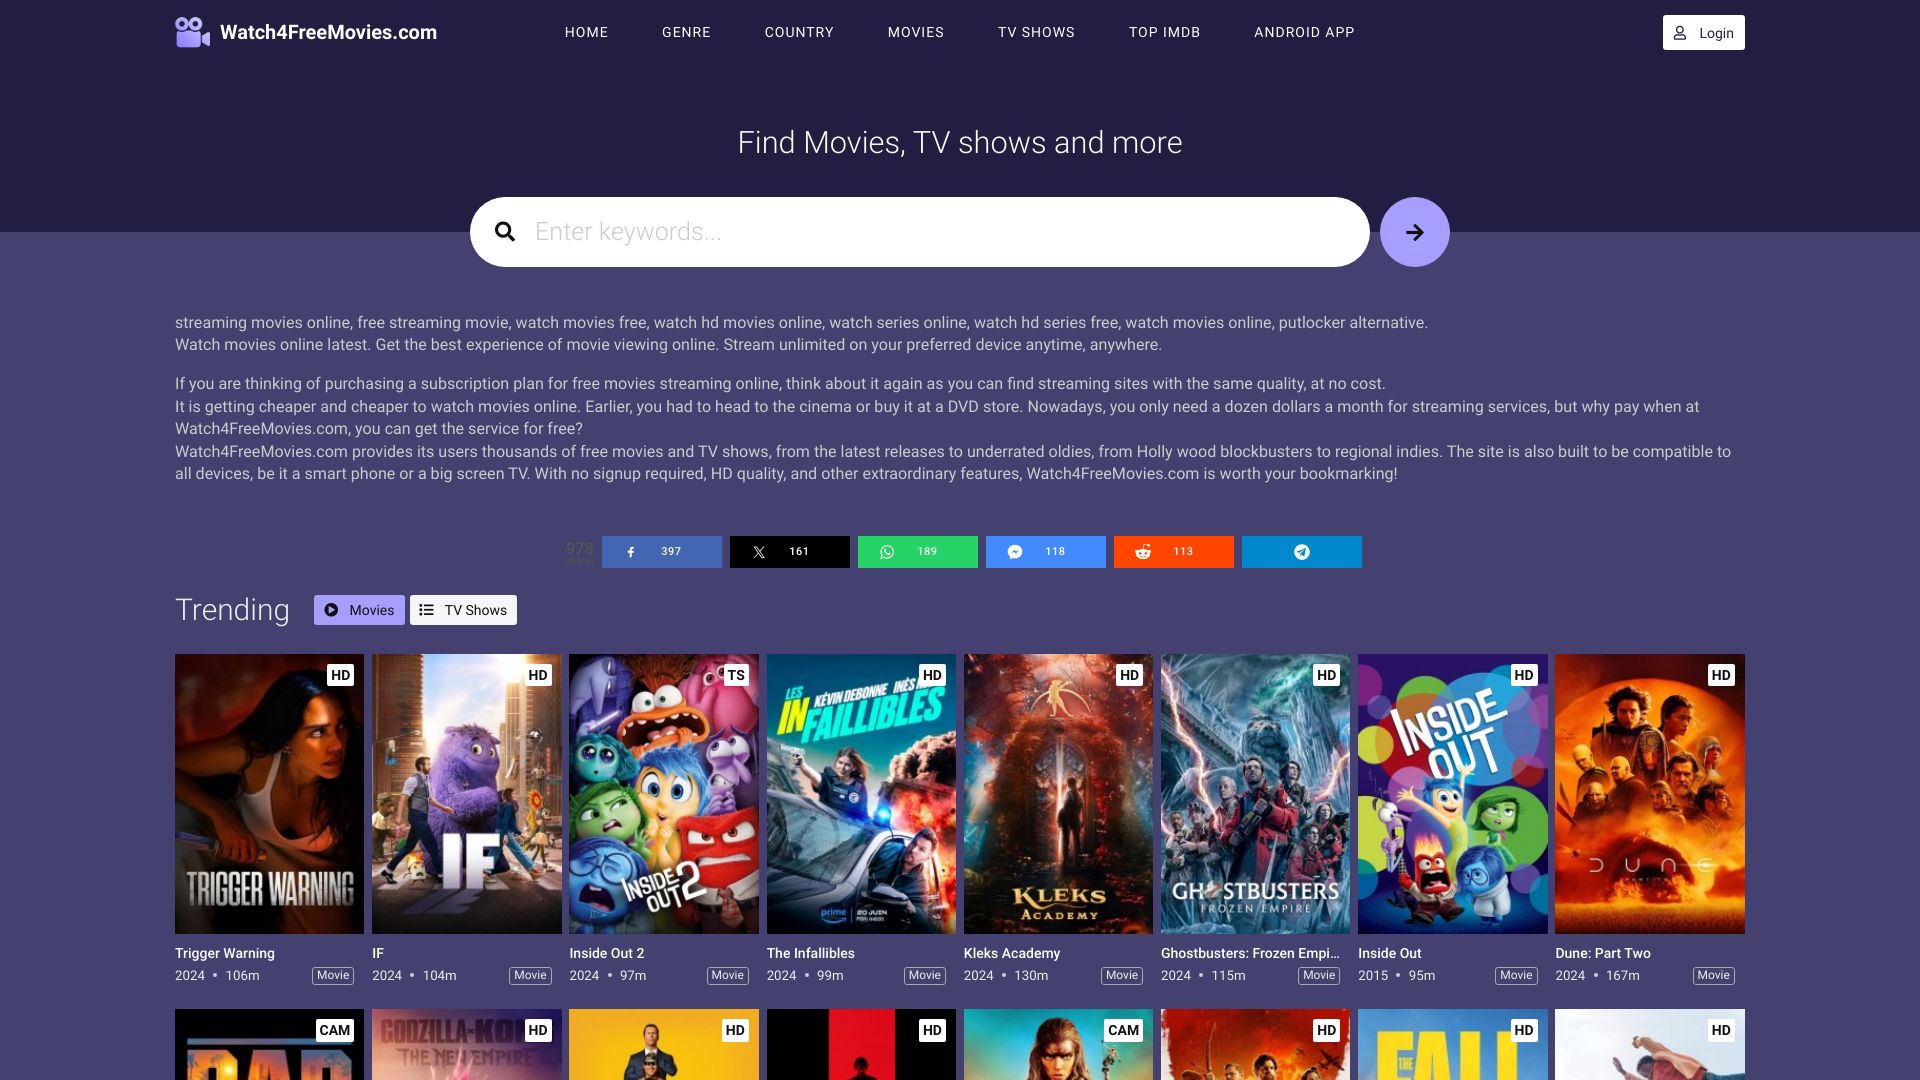 Watch4FreeMovies.com
HOME GENRE COUNTRY MOVIES TV SHOWS TOP IMDB ANDROID APP
Login
Find Movies, TV shows and more
Enter keywords...
streaming movies online, free streaming movie, watch movies free, watch hd movies online, watch series online, watch hd series free, watch movies online, putlocker alternative.
Watch movies online latest. Get the best experience of movie viewing online. Stream unlimited on your preferred device anytime, anywhere.
If you are thinking of purchasing a subscription plan for free movies streaming online, think about it again as you can find streaming sites with the same quality, at no cost.
It is getting cheaper and cheaper to watch movies online. Earlier, you had to head to the cinema or buy it at a DVD store. Nowadays, you only need a dozen dollars a month for streaming services, but why pay when at
Watch4FreeMovies.com, you can get the service for free?
Watch4FreeMovies.com provides its users thousands of free movies and TV shows, from the latest releases to underrated oldies, from Holly wood blockbusters to regional indies. The site is also built to be compatible to
all devices, be it a smart phone or a big screen TV. With no signup required, HD quality, and other extraordinary features, Watch4FreeMovies.com is worth your bookmarking!
978
Shares
397 161 189 118 113
Trending Movies TV Shows
HD
TRIGGER WARNING
Trigger Warning
2024 • 106m Movie
HD
IF
IF
2024 • 104m Movie
TS
INSIDE OUT 2
Inside Out 2
2024 • 97m Movie
HD
LES KÉVIN DEBONNE INÈS
INFAILLIBLES
prime 20 JUIN
The Infallibles
2024 • 99m Movie
HD
KLEKS
ACADEMY
Kleks Academy
2024 • 130m Movie
HD
GHOSTBUSTERS
FROZEN EMPIRE
Ghostbusters: Frozen Empi...
2024 • 115m Movie
HD
INSIDE
OUT
Inside Out
2015 • 95m Movie
HD
DUNE
Dune: Part Two
2024 • 167m Movie
CAM
HD
GODZILLA x KONG
THE NEW EMPIRE
HD
HD
CAM
HD
HD
THE FALL
HD